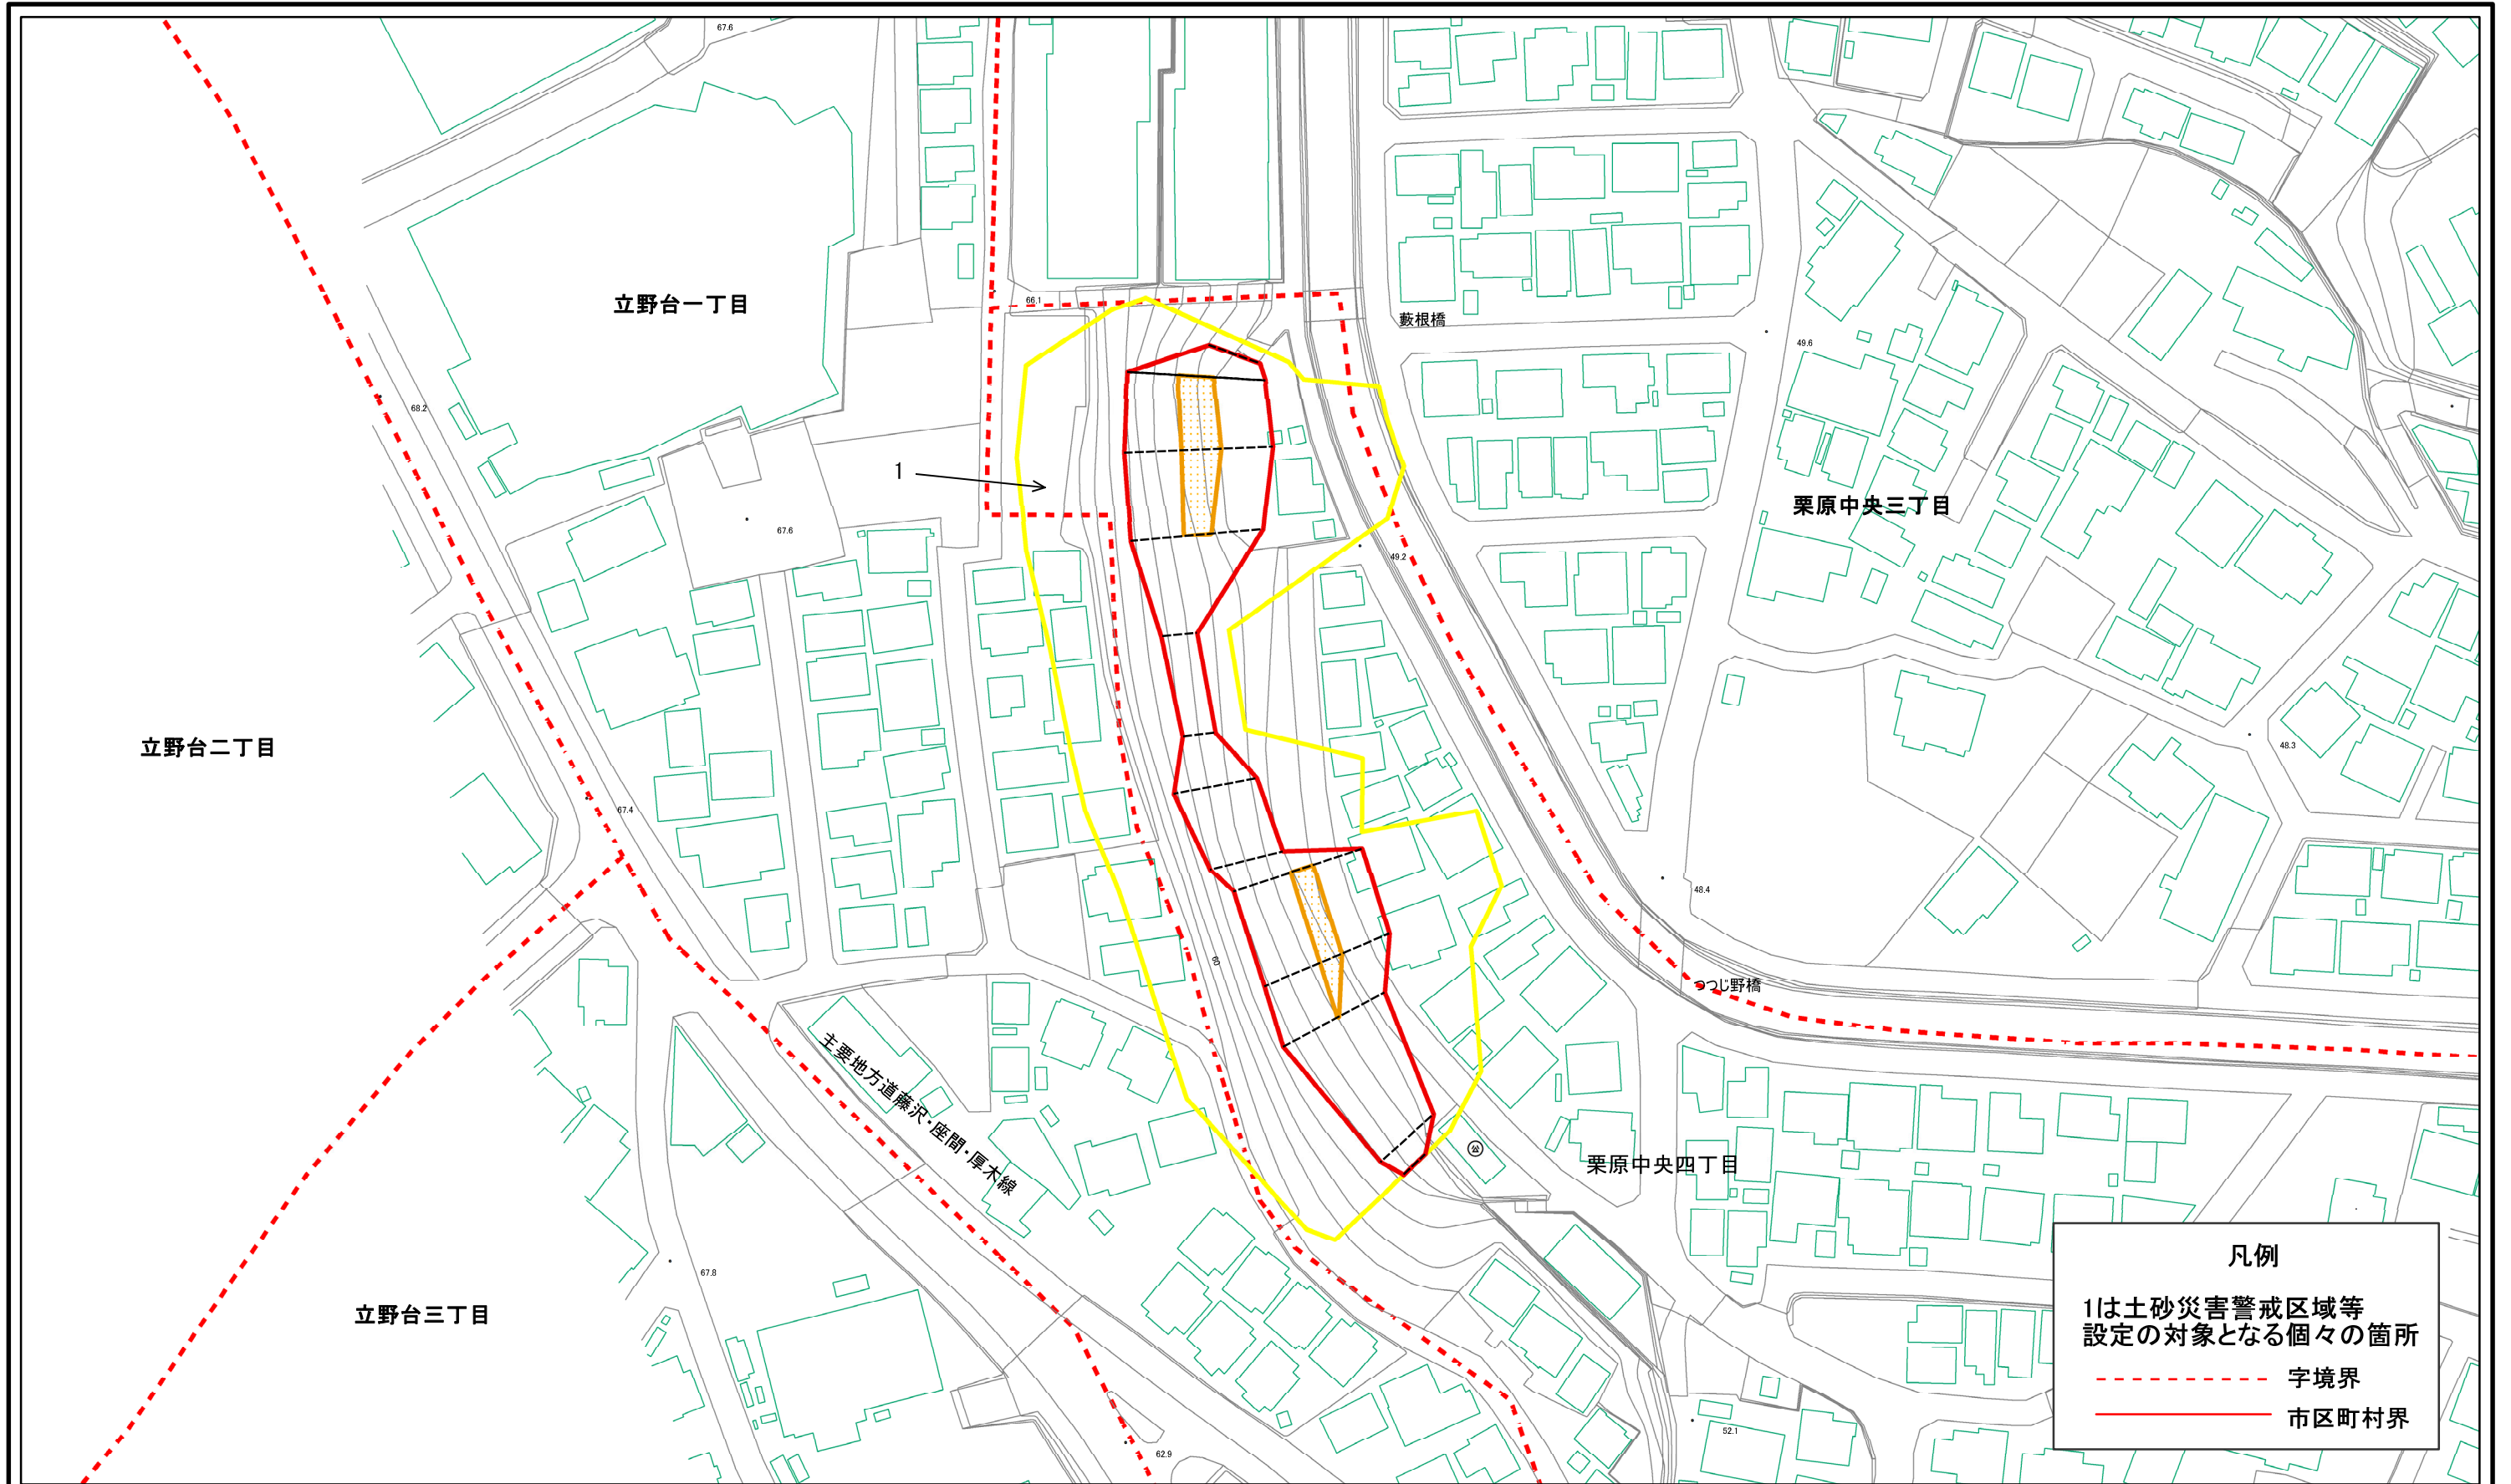 67.6
立野台一丁目
66.1
藪根橋
49.6
68.2
1
栗原中央三丁目
67.6
49.2
立野台二丁目
48.3
67.4
48.4
60
つつじ野橋
主要地方道藤沢・座間・厚木線
公
栗原中央四丁目
67.8
立野台三丁目
凡例
1は土砂災害警戒区域等
設定の対象となる個々の箇所
字境界
市区町村界
52.1
62.9